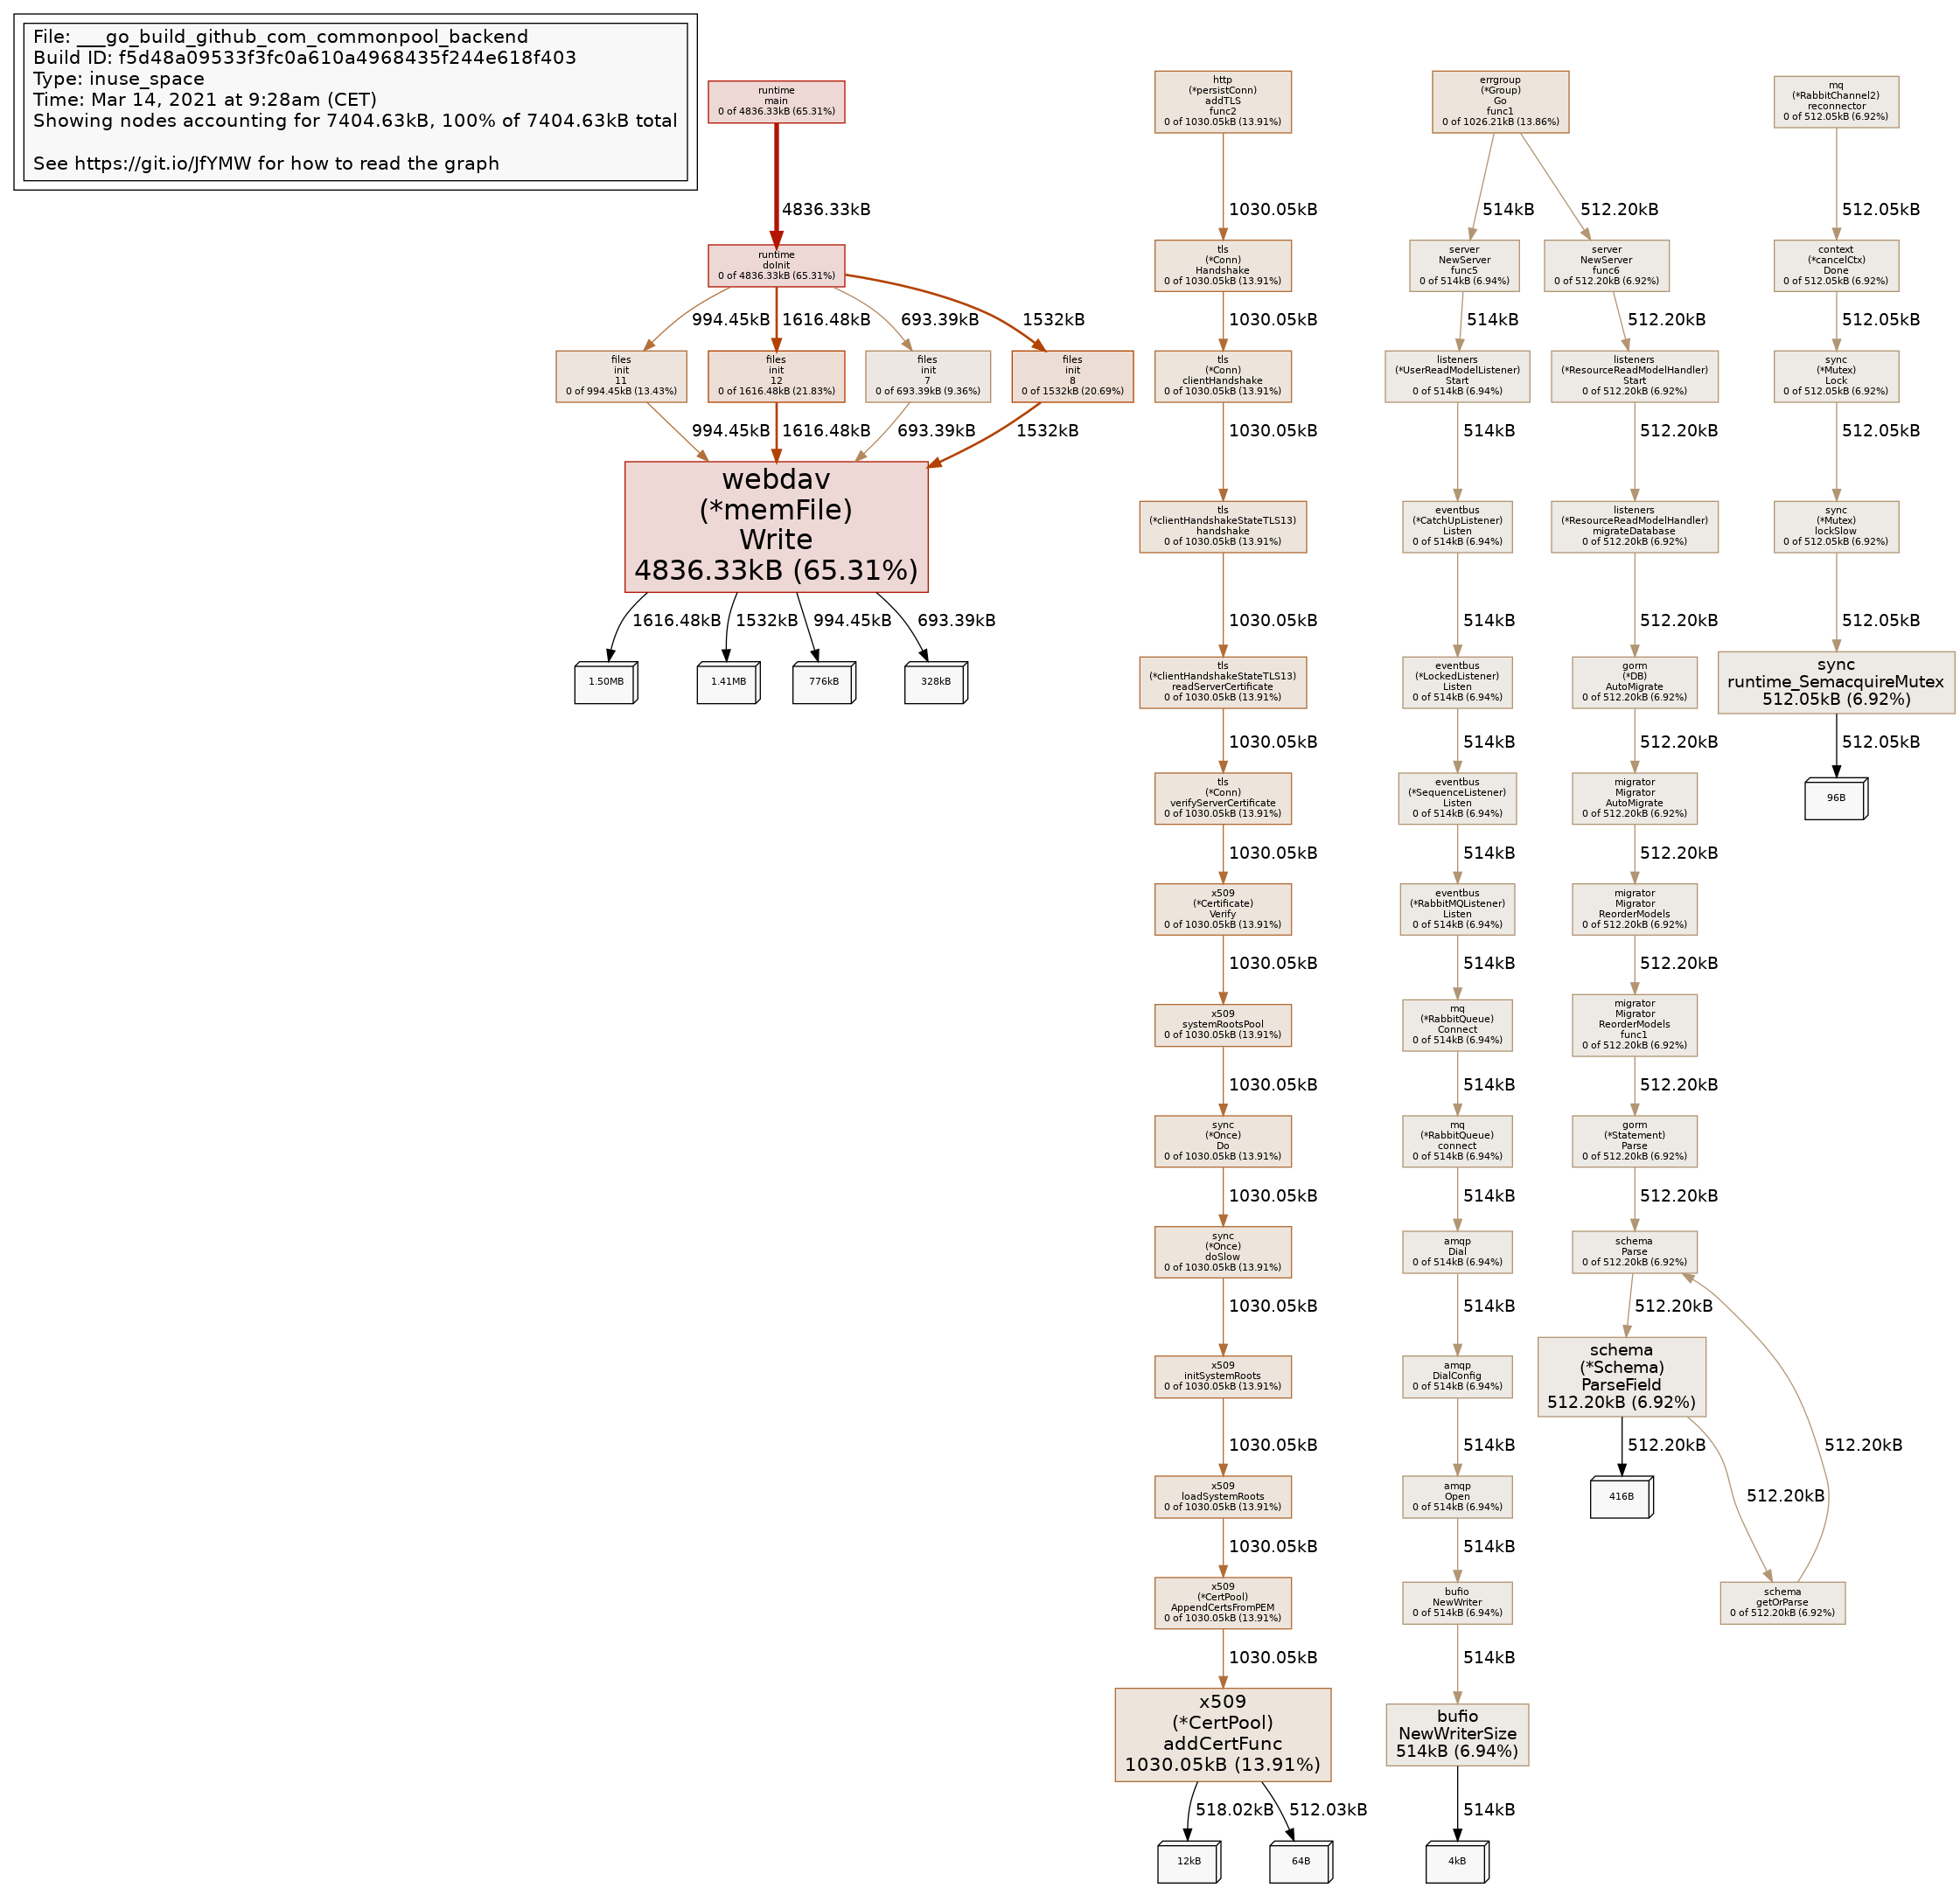 File: ___go_build_github_com_commonpool_backend
Build ID: f5d48a09533f3fc0a610a4968435f244e618f403
Type: inuse_space
Time: Mar 14, 2021 at 9:28am (CET)
Showing nodes accounting for 7404.63kB, 100% of 7404.63kB total
See https://git.io/JfYMW for how to read the graph
runtime
main
0 of 4836.33kB (65.31%)
4836.33kB
runtime
doInit
0 of 4836.33kB (65.31%)
994.45kB
1616.48kB
693.39kB
1532kB
files
init
11
0 of 994.45kB (13.43%)
files
init
12
0 of 1616.48kB (21.83%)
files
init
7
0 of 693.39kB (9.36%)
files
init
8
0 of 1532kB (20.69%)
994.45kB
1616.48kB
693.39kB
1532kB
webdav
(*memFile)
Write
4836.33kB (65.31%)
1616.48kB
1532kB
994.45kB
693.39kB
1.50MB
1.41MB
776kB
328kB
http
(*persistConn)
addTLS
func2
0 of 1030.05kB (13.91%)
1030.05kB
tls
(*Conn)
Handshake
0 of 1030.05kB (13.91%)
1030.05kB
tls
(*Conn)
clientHandshake
0 of 1030.05kB (13.91%)
1030.05kB
tls
(*clientHandshakeStateTLS13)
handshake
0 of 1030.05kB (13.91%)
1030.05kB
tls
(*clientHandshakeStateTLS13)
readServerCertificate
0 of 1030.05kB (13.91%)
1030.05kB
tls
(*Conn)
verifyServerCertificate
0 of 1030.05kB (13.91%)
1030.05kB
x509
(*Certificate)
Verify
0 of 1030.05kB (13.91%)
1030.05kB
x509
systemRootsPool
0 of 1030.05kB (13.91%)
1030.05kB
sync
(*Once)
Do
0 of 1030.05kB (13.91%)
1030.05kB
sync
(*Once)
doSlow
0 of 1030.05kB (13.91%)
1030.05kB
x509
initSystemRoots
0 of 1030.05kB (13.91%)
1030.05kB
x509
loadSystemRoots
0 of 1030.05kB (13.91%)
1030.05kB
x509
(*CertPool)
AppendCertsFromPEM
0 of 1030.05kB (13.91%)
1030.05kB
x509
(*CertPool)
addCertFunc
1030.05kB (13.91%)
518.02kB
512.03kB
12kB
64B
errgroup
(*Group)
Go
func1
0 of 1026.21kB (13.86%)
514kB
512.20kB
server
NewServer
func5
0 of 514kB (6.94%)
514kB
listeners
(*UserReadModelListener)
Start
0 of 514kB (6.94%)
514kB
eventbus
(*CatchUpListener)
Listen
0 of 514kB (6.94%)
514kB
eventbus
(*LockedListener)
Listen
0 of 514kB (6.94%)
514kB
eventbus
(*SequenceListener)
Listen
0 of 514kB (6.94%)
514kB
eventbus
(*RabbitMQListener)
Listen
0 of 514kB (6.94%)
514kB
mq
(*RabbitQueue)
Connect
0 of 514kB (6.94%)
514kB
mq
(*RabbitQueue)
connect
0 of 514kB (6.94%)
514kB
amqp
Dial
0 of 514kB (6.94%)
514kB
amqp
DialConfig
0 of 514kB (6.94%)
514kB
amqp
Open
0 of 514kB (6.94%)
514kB
bufio
NewWriter
0 of 514kB (6.94%)
514kB
bufio
NewWriterSize
514kB (6.94%)
514kB
4kB
server
NewServer
func6
0 of 512.20kB (6.92%)
512.20kB
listeners
(*ResourceReadModelHandler)
Start
0 of 512.20kB (6.92%)
512.20kB
listeners
(*ResourceReadModelHandler)
migrateDatabase
0 of 512.20kB (6.92%)
512.20kB
gorm
(*DB)
AutoMigrate
0 of 512.20kB (6.92%)
512.20kB
migrator
Migrator
AutoMigrate
0 of 512.20kB (6.92%)
512.20kB
migrator
Migrator
ReorderModels
0 of 512.20kB (6.92%)
512.20kB
migrator
Migrator
ReorderModels
func1
0 of 512.20kB (6.92%)
512.20kB
gorm
(*Statement)
Parse
0 of 512.20kB (6.92%)
512.20kB
schema
Parse
0 of 512.20kB (6.92%)
512.20kB
schema
(*Schema)
ParseField
512.20kB (6.92%)
512.20kB
416B
512.20kB
512.20kB
schema
getOrParse
0 of 512.20kB (6.92%)
mq
(*RabbitChannel2)
reconnector
0 of 512.05kB (6.92%)
512.05kB
context
(*cancelCtx)
Done
0 of 512.05kB (6.92%)
512.05kB
sync
(*Mutex)
Lock
0 of 512.05kB (6.92%)
512.05kB
sync
(*Mutex)
lockSlow
0 of 512.05kB (6.92%)
512.05kB
sync
runtime_SemacquireMutex
512.05kB (6.92%)
512.05kB
96B